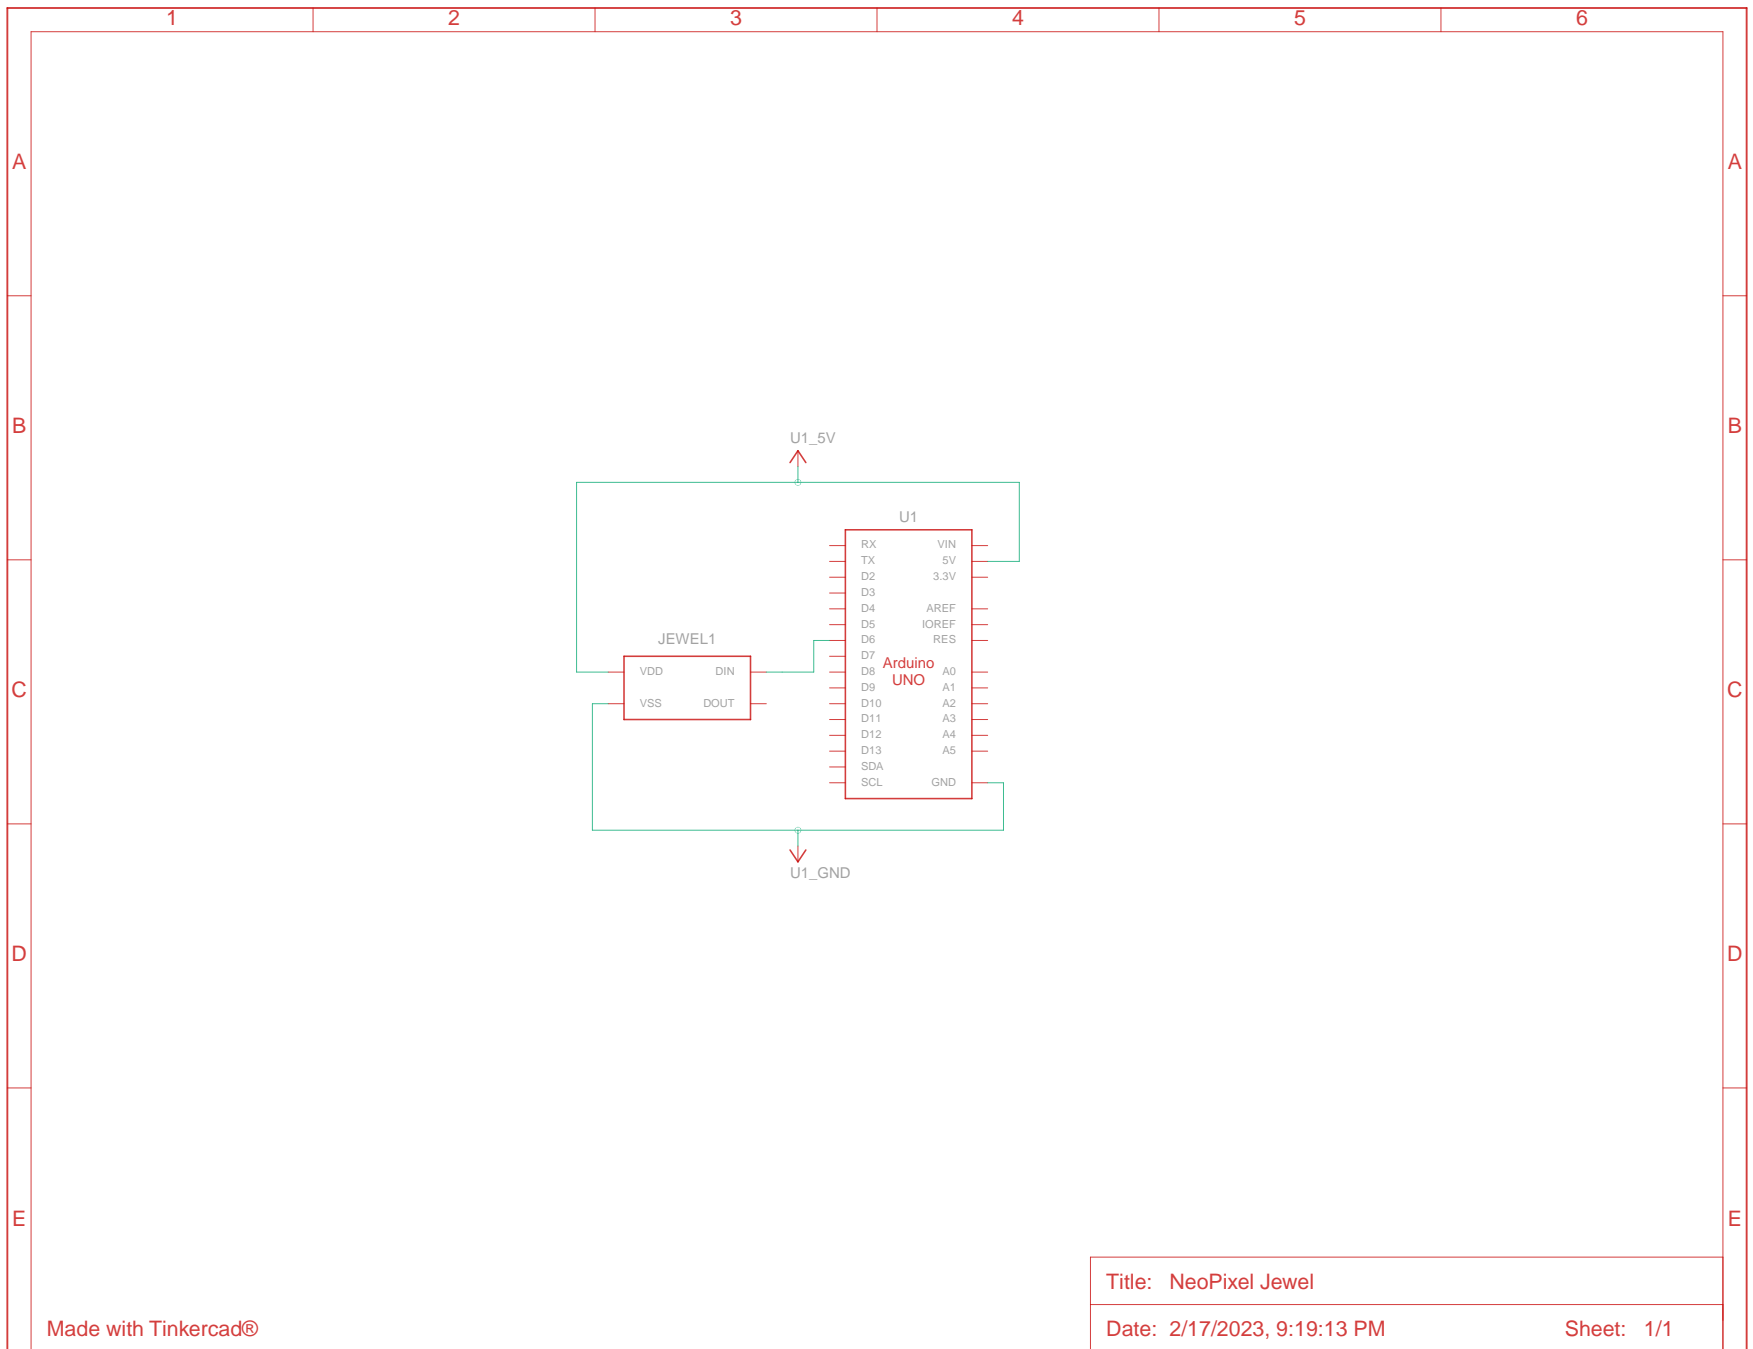 1 2 3 4 5 6
A A
B B
U1_5V
U1
RX VIN
TX 5V
D2 3.3V
D3
D4 AREF
D5 IOREF
D6 RES
D7
Arduino
UNO
D8 A0
D9 A1
D10 A2
D11 A3
D12 A4
D13 A5
SDA
SCL GND
JEWEL1
VDD DIN
VSS DOUT
C C
U1_GND
D D
E E
Title: NeoPixel Jewel
Made with Tinkercad®
Date: 2/17/2023, 9:19:13 PM Sheet: 1/1